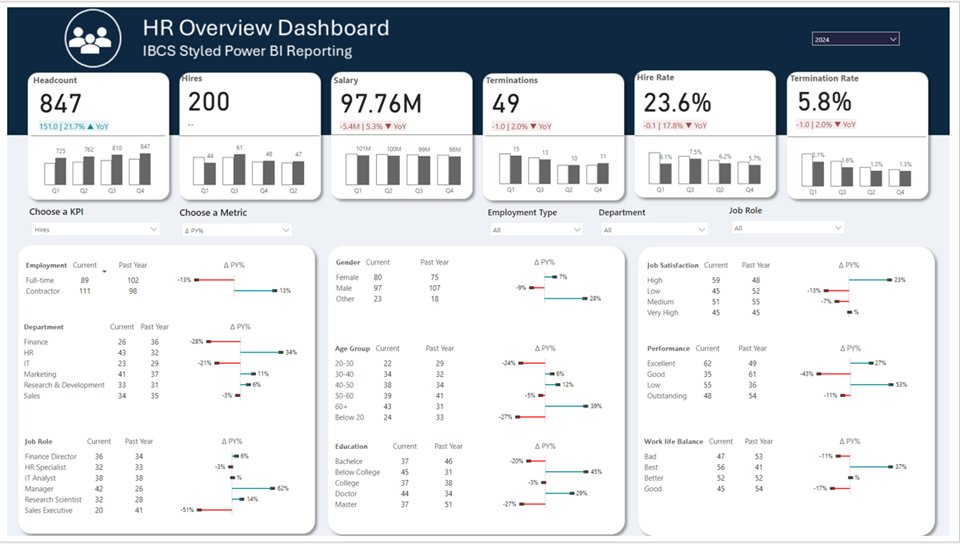 HR Overview Dashboard
IBCS Styled Power BI Reporting
2024
Headcount
847
151.0 | 21.7% ▲ YoY
725 762 810 847
Q1 Q2 Q3 Q4
Hires
200
--
44 61 48 47
Q1 Q3 Q4 Q2
Salary
97.76M
-5.4M | 5.3% ▼ YoY
101M 100M 99M 98M
Q1 Q2 Q3 Q4
Terminations
49
-1.0 | 2.0% ▼ YoY
15 13 10 11
Q1 Q3 Q2 Q4
Hire Rate
23.6%
-0.1 | 17.8% ▼ YoY
6.1% 7.5% 6.2% 5.7%
Q1 Q3 Q2 Q4
Termination Rate
5.8%
-1.0 | 2.0% ▼ YoY
2.1% 1.6% 1.3% 1.3%
Q1 Q3 Q2 Q4
Choose a KPI
Hires
Choose a Metric
Δ PY%
Employment Type
All
Department
All
Job Role
All
Employment Current Past Year Δ PY%
Full-time 89 102 -13%
Contractor 111 98 13%
Department Current Past Year Δ PY%
Finance 26 36 -28%
HR 43 32 34%
IT 23 29 -21%
Marketing 41 37 11%
Research & Development 33 31 6%
Sales 34 35 -3%
Job Role Current Past Year Δ PY%
Finance Director 36 34 6%
HR Specialist 32 33 -3%
IT Analyst 38 38 %
Manager 42 26 62%
Research Scientist 32 28 14%
Sales Executive 20 41 -51%
Gender Current Past Year Δ PY%
Female 80 75 7%
Male 97 107 -9%
Other 23 18 28%
Age Group Current Past Year Δ PY%
20-30 22 29 -24%
30-40 34 32 6%
40-50 38 34 12%
50-60 39 41 -5%
60+ 43 31 39%
Below 20 24 33 -27%
Education Current Past Year Δ PY%
Bachelor 37 46 -20%
Below College 45 31 45%
College 37 38 -3%
Doctor 44 34 29%
Master 37 51 -27%
Job Satisfaction Current Past Year Δ PY%
High 59 48 23%
Low 45 52 -13%
Medium 51 55 -7%
Very High 45 45 %
Performance Current Past Year Δ PY%
Excellent 62 49 27%
Good 35 61 -43%
Low 55 36 53%
Outstanding 48 54 -11%
Work life Balance Current Past Year Δ PY%
Bad 47 53 -11%
Best 56 41 37%
Better 52 52 %
Good 45 54 -17%